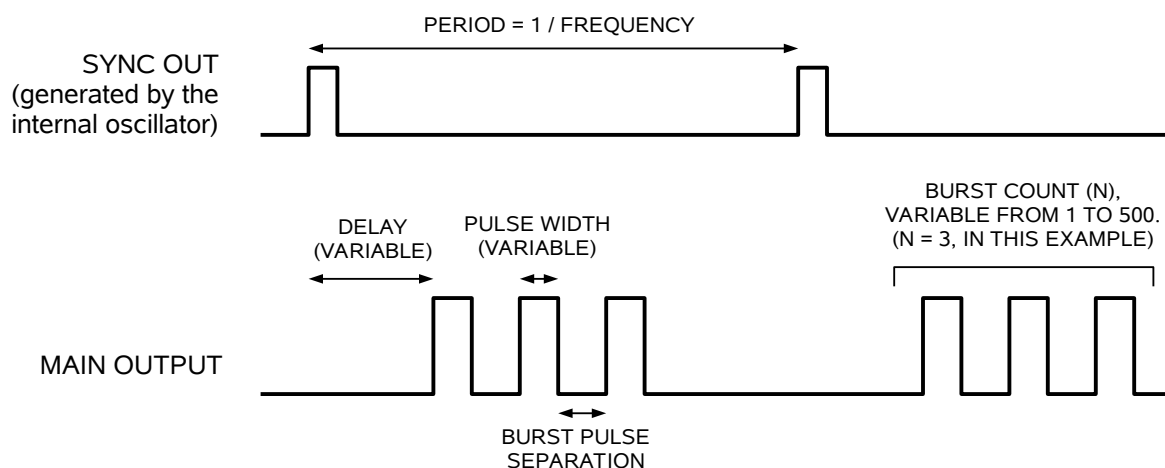 PERIOD = 1 / FREQUENCY
SYNC OUT
(generated by the
internal oscillator)
BURST COUNT (N),
VARIABLE FROM 1 TO 500.
(N = 3, IN THIS EXAMPLE)
DELAY
(VARIABLE)
PULSE WIDTH
(VARIABLE)
MAIN OUTPUT
BURST PULSE
SEPARATION